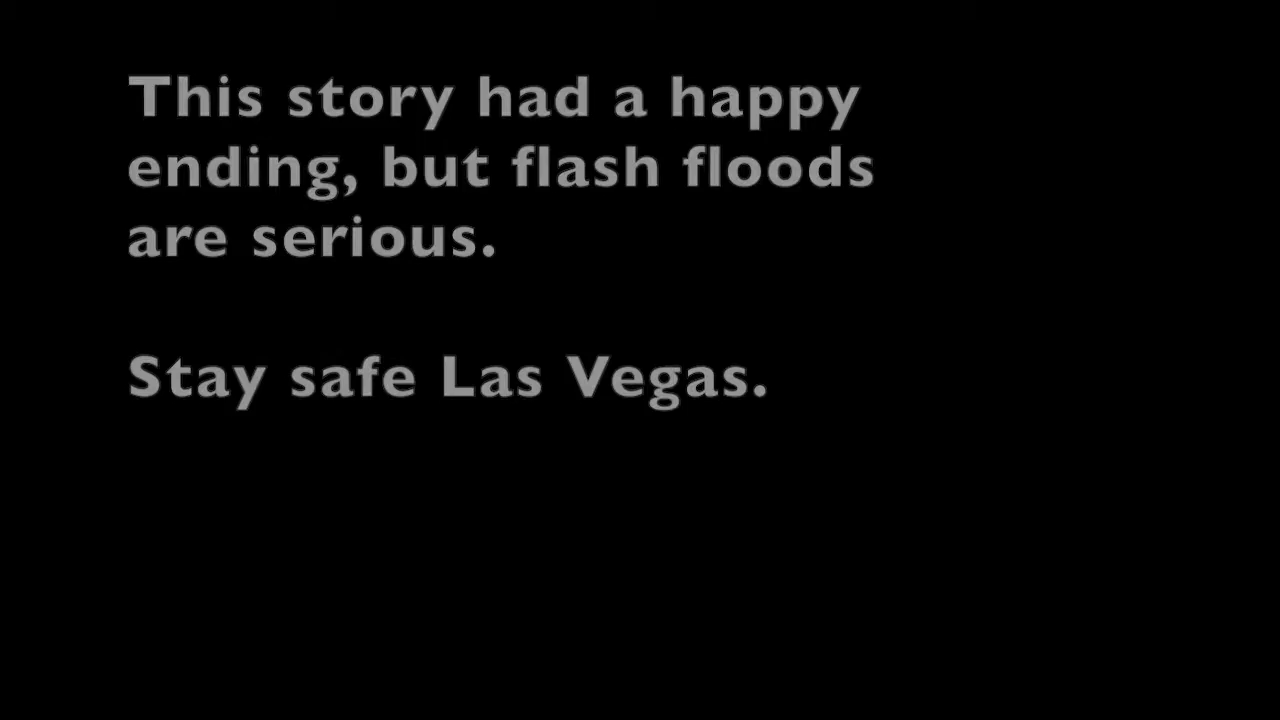 This story had a happy
ending, but flash floods
are serious.
Stay safe Las Vegas.